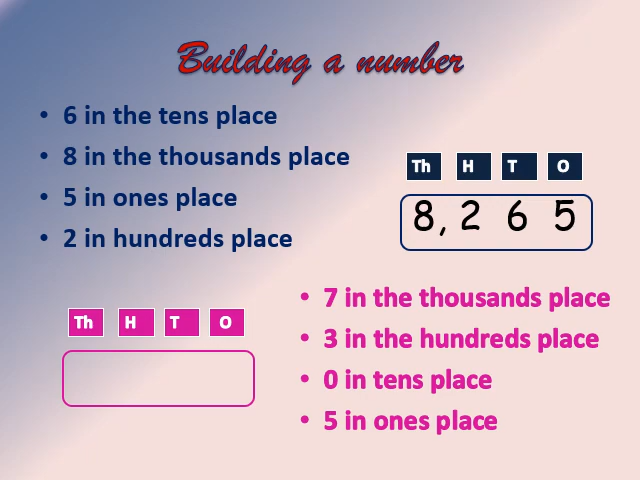 Building a number
• 6 in the tens place
• 8 in the thousands place
• 5 in ones place
• 2 in hundreds place
Th H T O
8, 2 6 5
Th H T O
• 7 in the thousands place
• 3 in the hundreds place
• 0 in tens place
• 5 in ones place